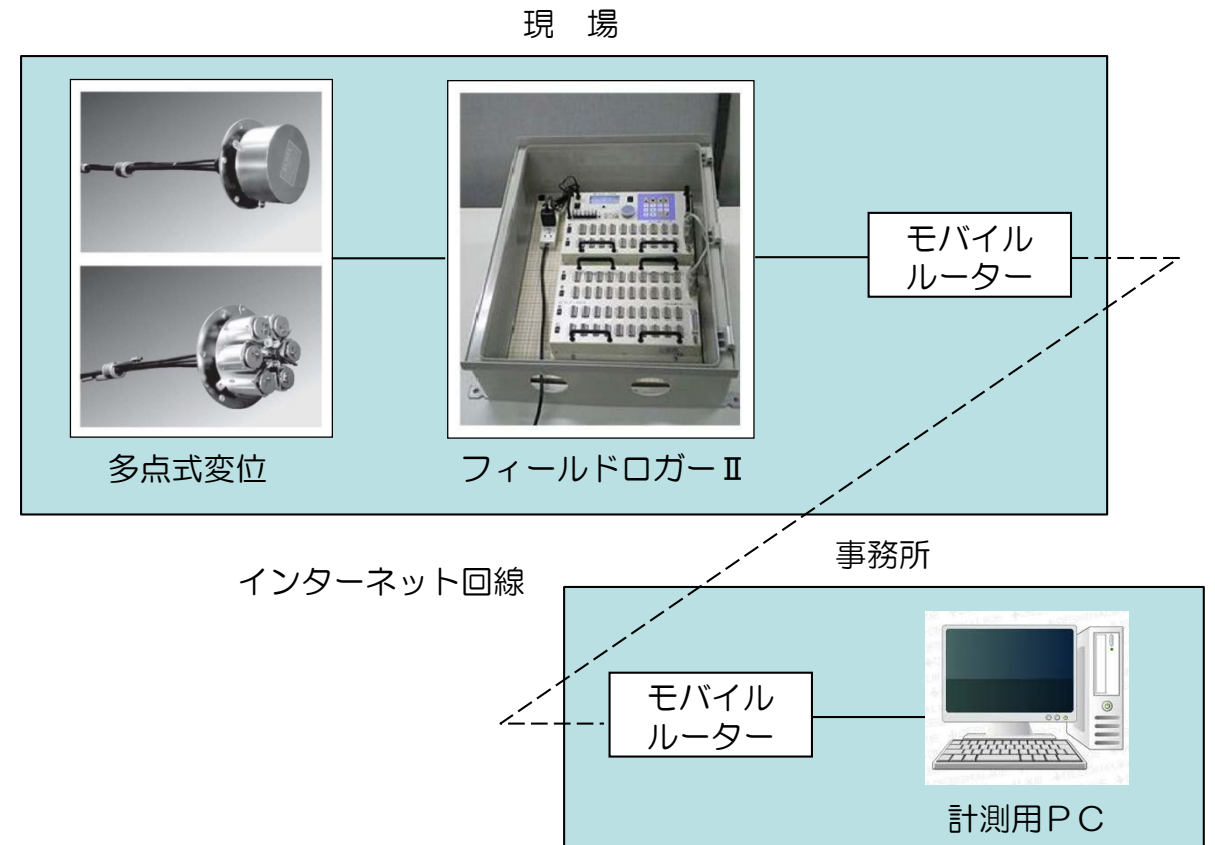 現　場
モバイル
ルーター
多点式変位
フィールドロガーⅡ
インターネット回線
事務所
モバイル
ルーター
計測用ＰＣ